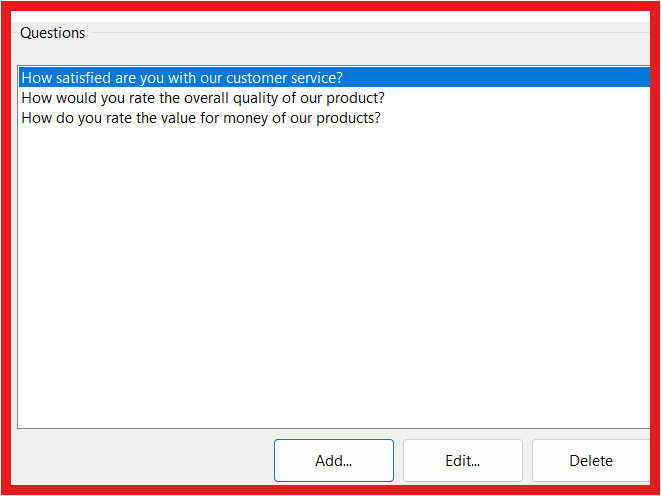 Questions
How satisfied are you with our customer service?
How would you rate the overall quality of our product?
How do you rate the value for money of our products?
Add... Edit... Delete